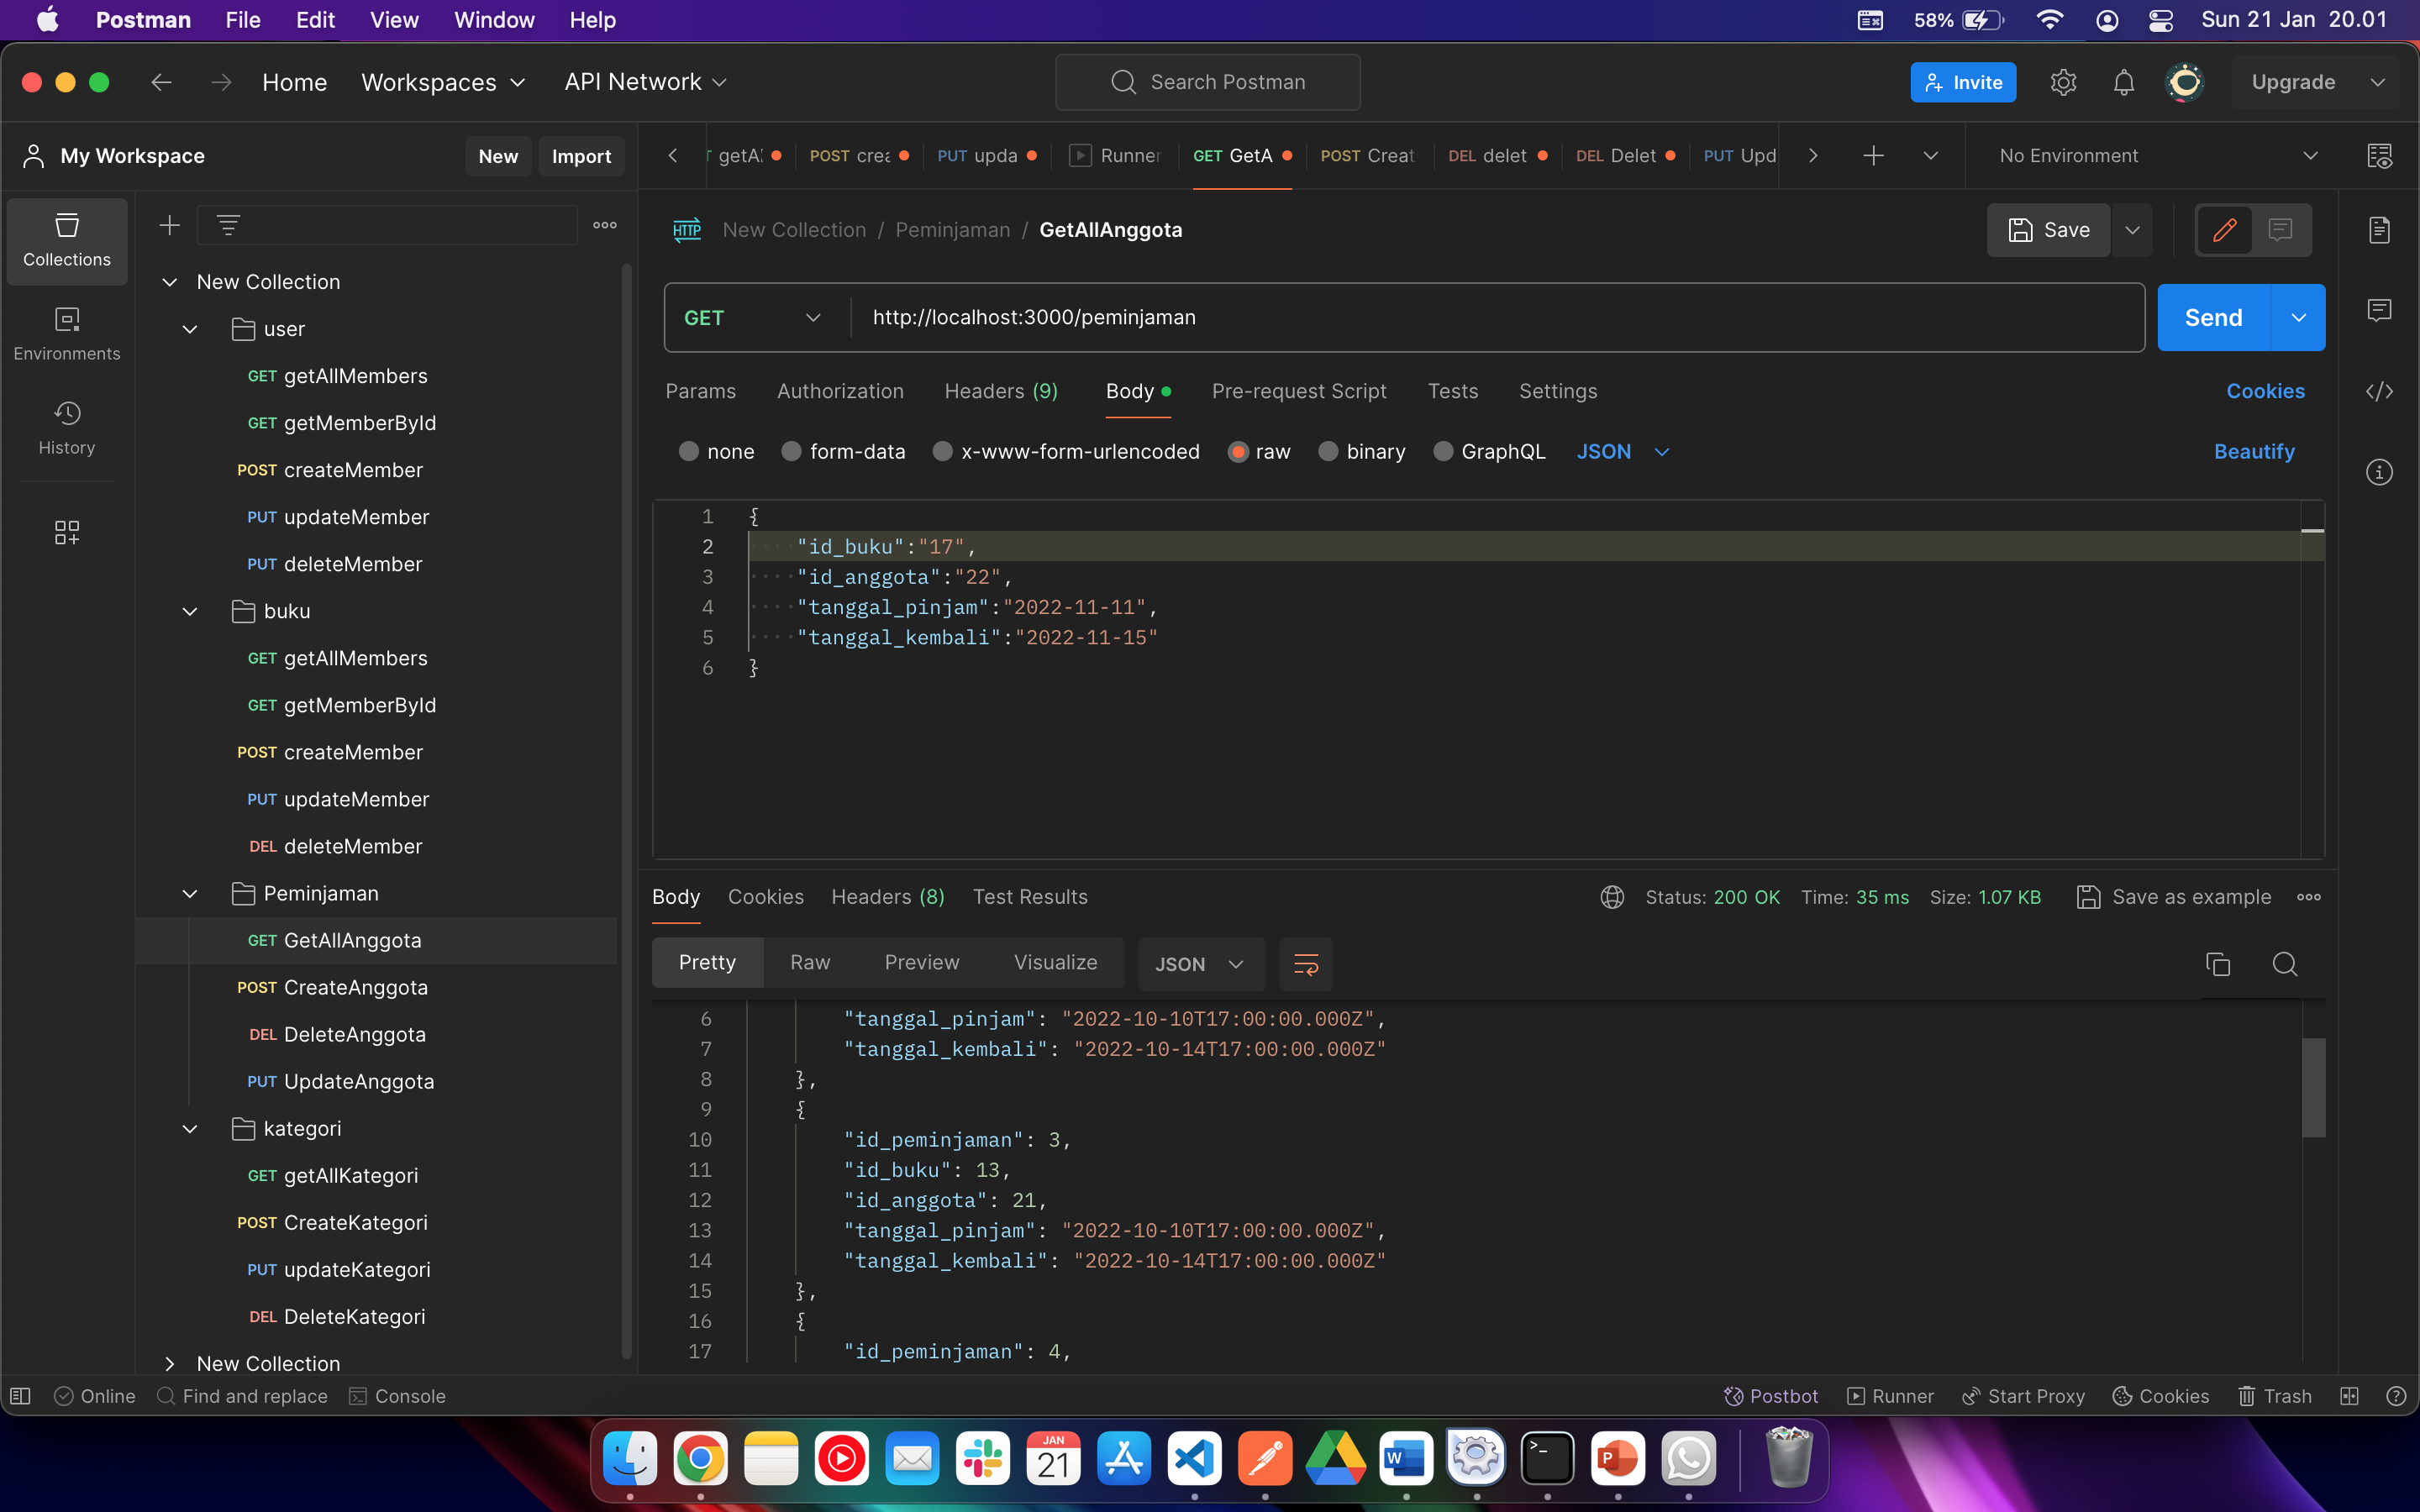 Postman File Edit View Window Help 58% Sun 21 Jan 20.01
Home Workspaces API Network Search Postman Invite Upgrade
My Workspace New Import
getA POST crea PUT upda Runner GET GetA POST Creat DEL delet DEL Delet PUT Upd No Environment
Collections
Environments
History
New Collection
user
GET getAllMembers
GET getMemberById
POST createMember
PUT updateMember
PUT deleteMember
buku
GET getAllMembers
GET getMemberById
POST createMember
PUT updateMember
DEL deleteMember
Peminjaman
GET GetAllAnggota
POST CreateAnggota
DEL DeleteAnggota
PUT UpdateAnggota
kategori
GET getAllKategori
POST CreateKategori
PUT updateKategori
DEL DeleteKategori
New Collection
HTTP New Collection / Peminjaman / GetAllAnggota Save
GET http://localhost:3000/peminjaman Send
Params Authorization Headers (9) Body Pre-request Script Tests Settings Cookies
none form-data x-www-form-urlencoded raw binary GraphQL JSON Beautify
1 {
2 "id_buku":"17",
3 "id_anggota":"22",
4 "tanggal_pinjam":"2022-11-11",
5 "tanggal_kembali":"2022-11-15"
6 }
Body Cookies Headers (8) Test Results Status: 200 OK Time: 35 ms Size: 1.07 KB Save as example
Pretty Raw Preview Visualize JSON
6 "tanggal_pinjam": "2022-10-10T17:00:00.000Z",
7 "tanggal_kembali": "2022-10-14T17:00:00.000Z"
8 },
9 {
10 "id_peminjaman": 3,
11 "id_buku": 13,
12 "id_anggota": 21,
13 "tanggal_pinjam": "2022-10-10T17:00:00.000Z",
14 "tanggal_kembali": "2022-10-14T17:00:00.000Z"
15 },
16 {
17 "id_peminjaman": 4,
Online Find and replace Console Postbot Runner Start Proxy Cookies Trash
JAN
21
W
>_
P